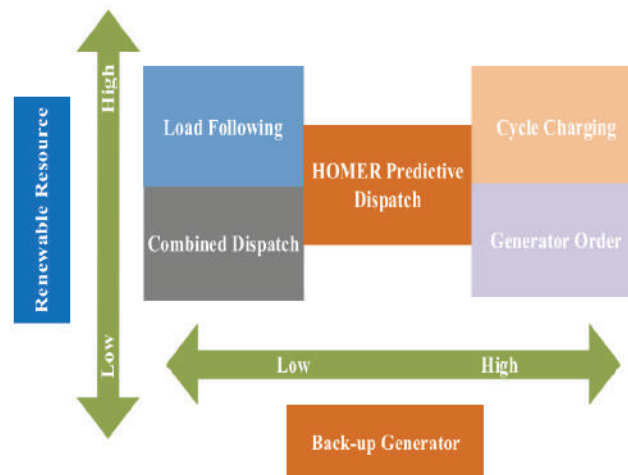 High
Renewable Resource
Load Following
Cycle Charging
HOMER Predictive
Dispatch
Combined Dispatch
Generator Order
Low
Low
High
Back-up Generator